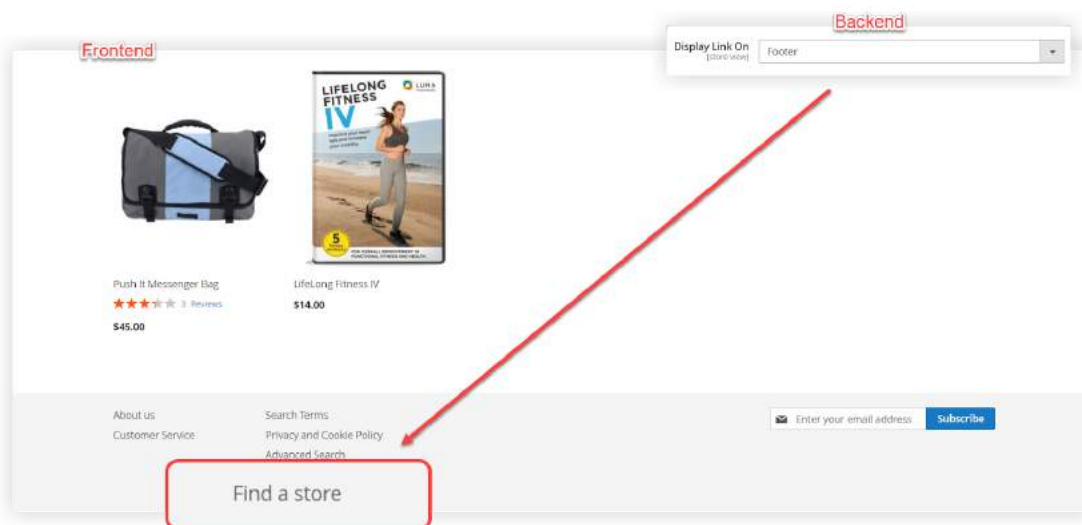 Backend
Frontend
Display Link On
[store view]
Footer
LIFELONG
FITNESS
IV
LUMA
5
Push It Messenger Bag
3 Reviews
$45.00
LifeLong Fitness IV
$14.00
About us
Customer Service
Search Terms
Privacy and Cookie Policy
Advanced Search
Find a store
Enter your email address
Subscribe